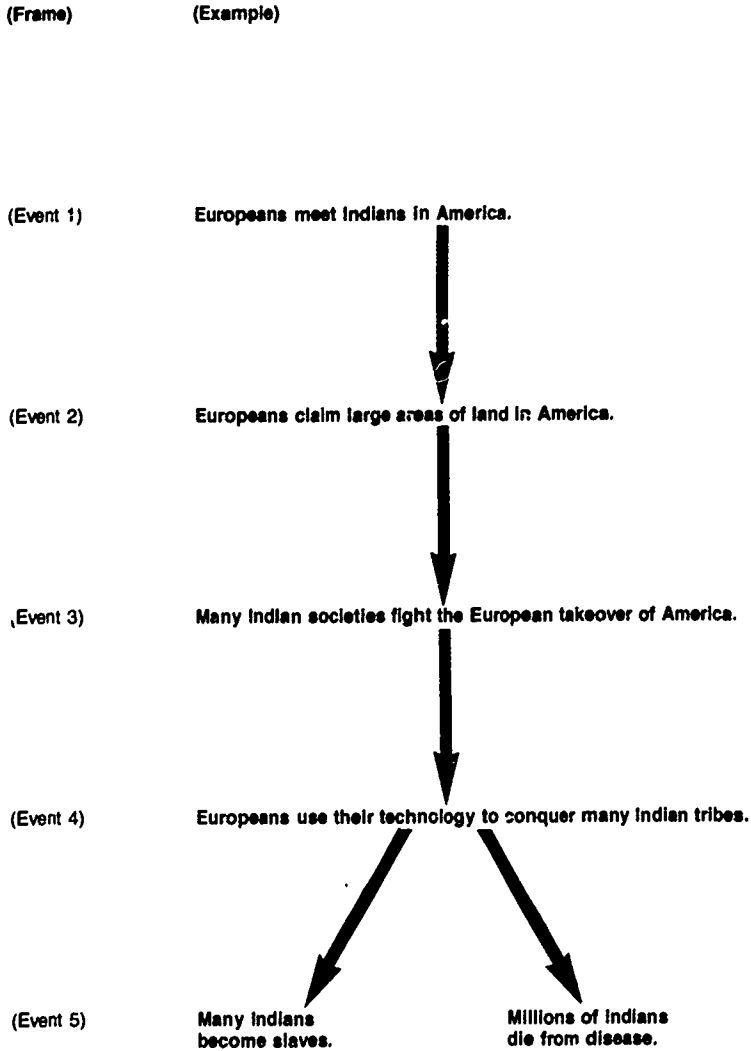 (Frame) (Example)
(Event 1) Europeans meet Indians in America.
(Event 2) Europeans claim large areas of land in America.
(Event 3) Many Indian societies fight the European takeover of America.
(Event 4) Europeans use their technology to conquer many Indian tribes.
(Event 5) Many Indians Millions of Indians
become slaves. die from disease.